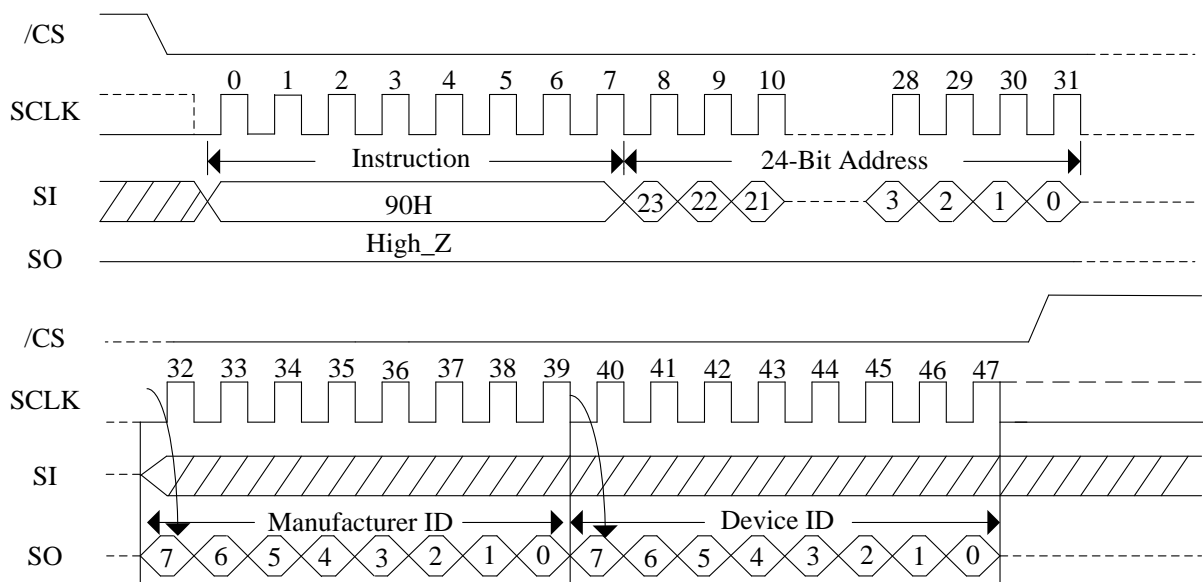 /CS
0 1 2 3 4 5 6 7 8 9 10 28 29 30 31
SCLK
Instruction 24-Bit Address
SI
90H 23 22 21 3 2 1 0
High_Z
SO
/CS
32 33 34 35 36 37 38 39 40 41 42 43 44 45 46 47
SCLK
SI
Manufacturer ID Device ID
SO 7 6 5 4 3 2 1 0 7 6 5 4 3 2 1 0